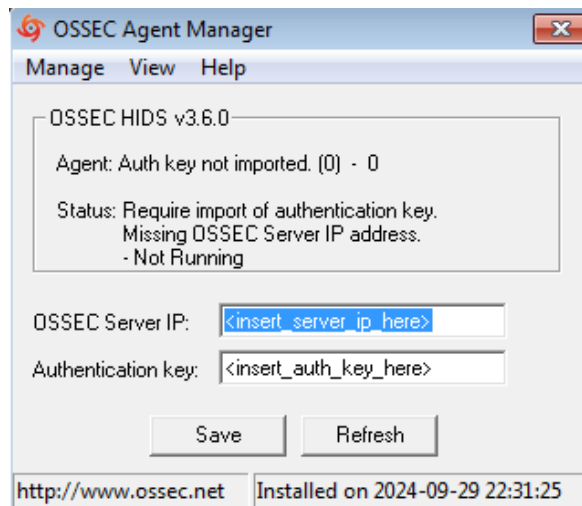 OSSEC Agent Manager
Manage View Help
OSSEC HIDS v3.6.0
Agent: Auth key not imported. (0) - 0
Status: Require import of authentication key.
Missing OSSEC Server IP address.
- Not Running
OSSEC Server IP: <insert_server_ip_here>
Authentication key: <insert_auth_key_here>
Save Refresh
http://www.ossec.net Installed on 2024-09-29 22:31:25